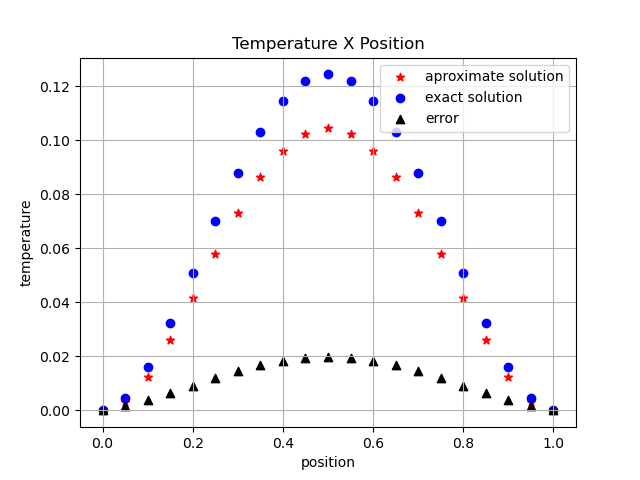 Temperature X Position
aproximate solution
exact solution
error
temperature
0.12
0.10
0.08
0.06
0.04
0.02
0.00
0.0 0.2 0.4 0.6 0.8 1.0
position